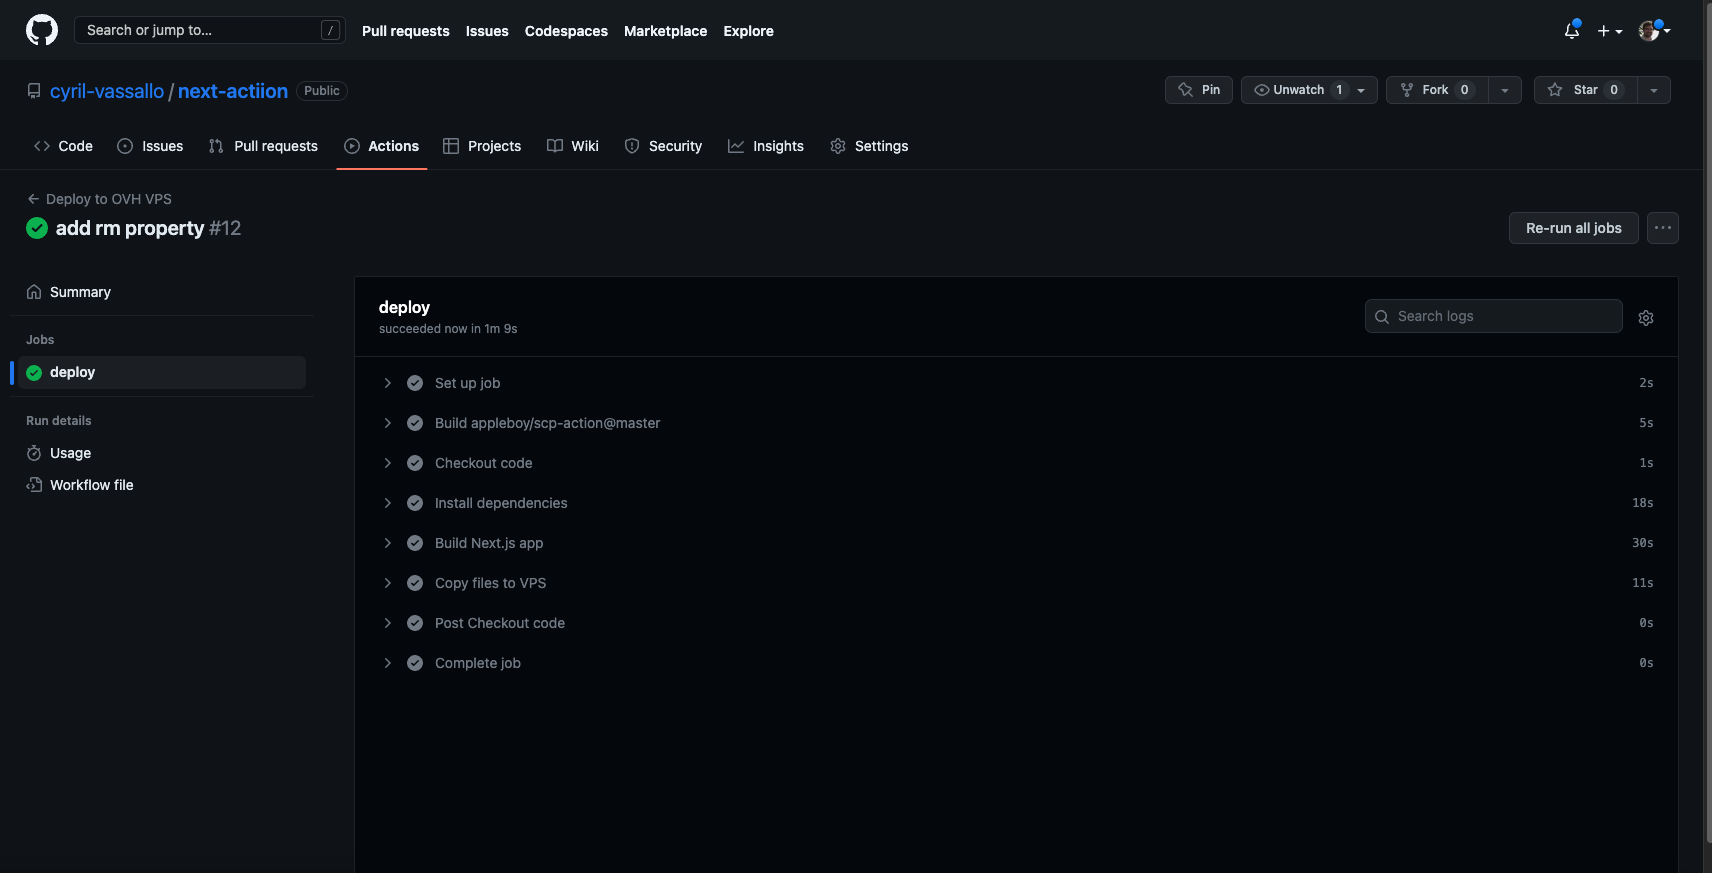 Search or jump to... /
Pull requests Issues Codespaces Marketplace Explore
cyril-vassallo / next-actiion Public
Pin Unwatch 1 Fork 0 Star 0
Code Issues Pull requests Actions Projects Wiki Security Insights Settings
Deploy to OVH VPS
add rm property #12
Re-run all jobs
Summary
Jobs
deploy
Run details
Usage
Workflow file
deploy
succeeded now in 1m 9s
Search logs
Set up job 2s
Build appleboy/scp-action@master 5s
Checkout code 1s
Install dependencies 18s
Build Next.js app 30s
Copy files to VPS 11s
Post Checkout code 0s
Complete job 0s